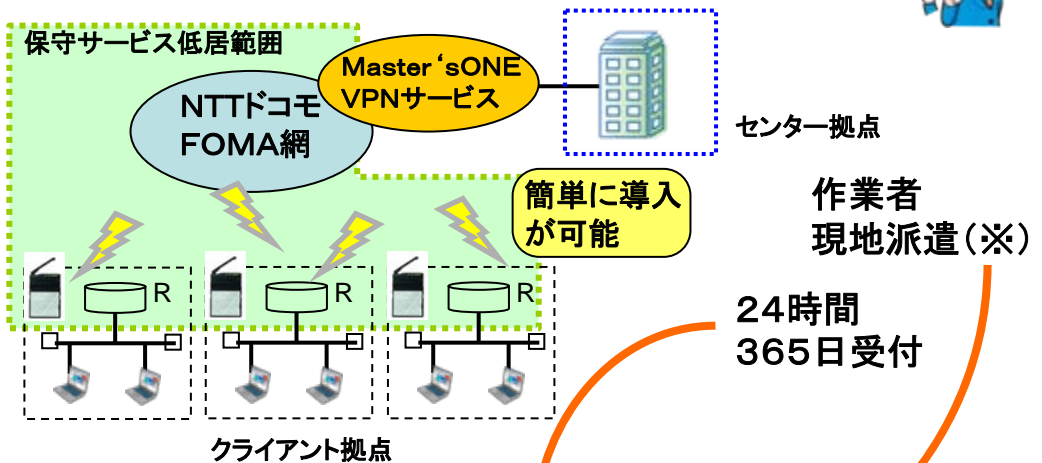 保守サービス低居範囲
Master‘sONE
VPNサービス
NTTドコモ
FOMA網
センター拠点
簡単に導入
が可能
作業者
現地派遣(※)
R
R
R
24時間
365日受付
クライアント拠点